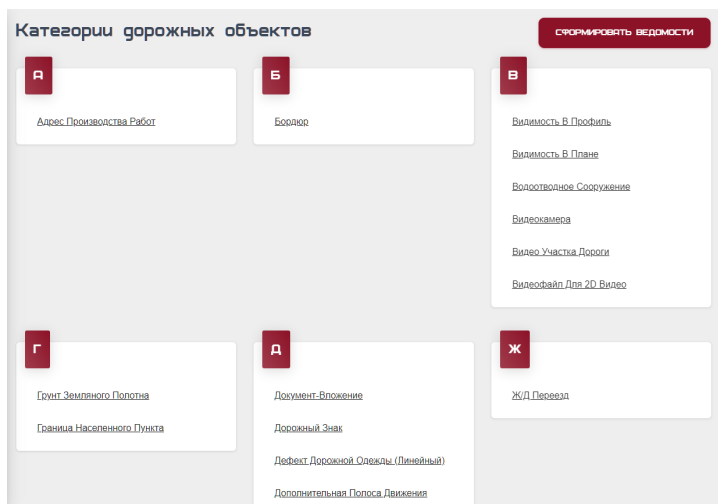 Категории дорожных объектов
СФОРМИРОВАТЬ ВЕДОМОСТИ
А
Адрес Производства Работ
Б
Бордюр
В
Видимость В Профиль
Видимость В Плане
Водоотводное Сооружение
Видеокамера
Видео Участка Дороги
Видеофайл Для 2D Видео
Г
Грунт Земляного Полотна
Граница Населенного Пункта
Д
Документ-Вложение
Дорожный Знак
Дефект Дорожной Одежды (Линейный)
Дополнительная Полоса Движения
Ж
Ж/Д Переезд